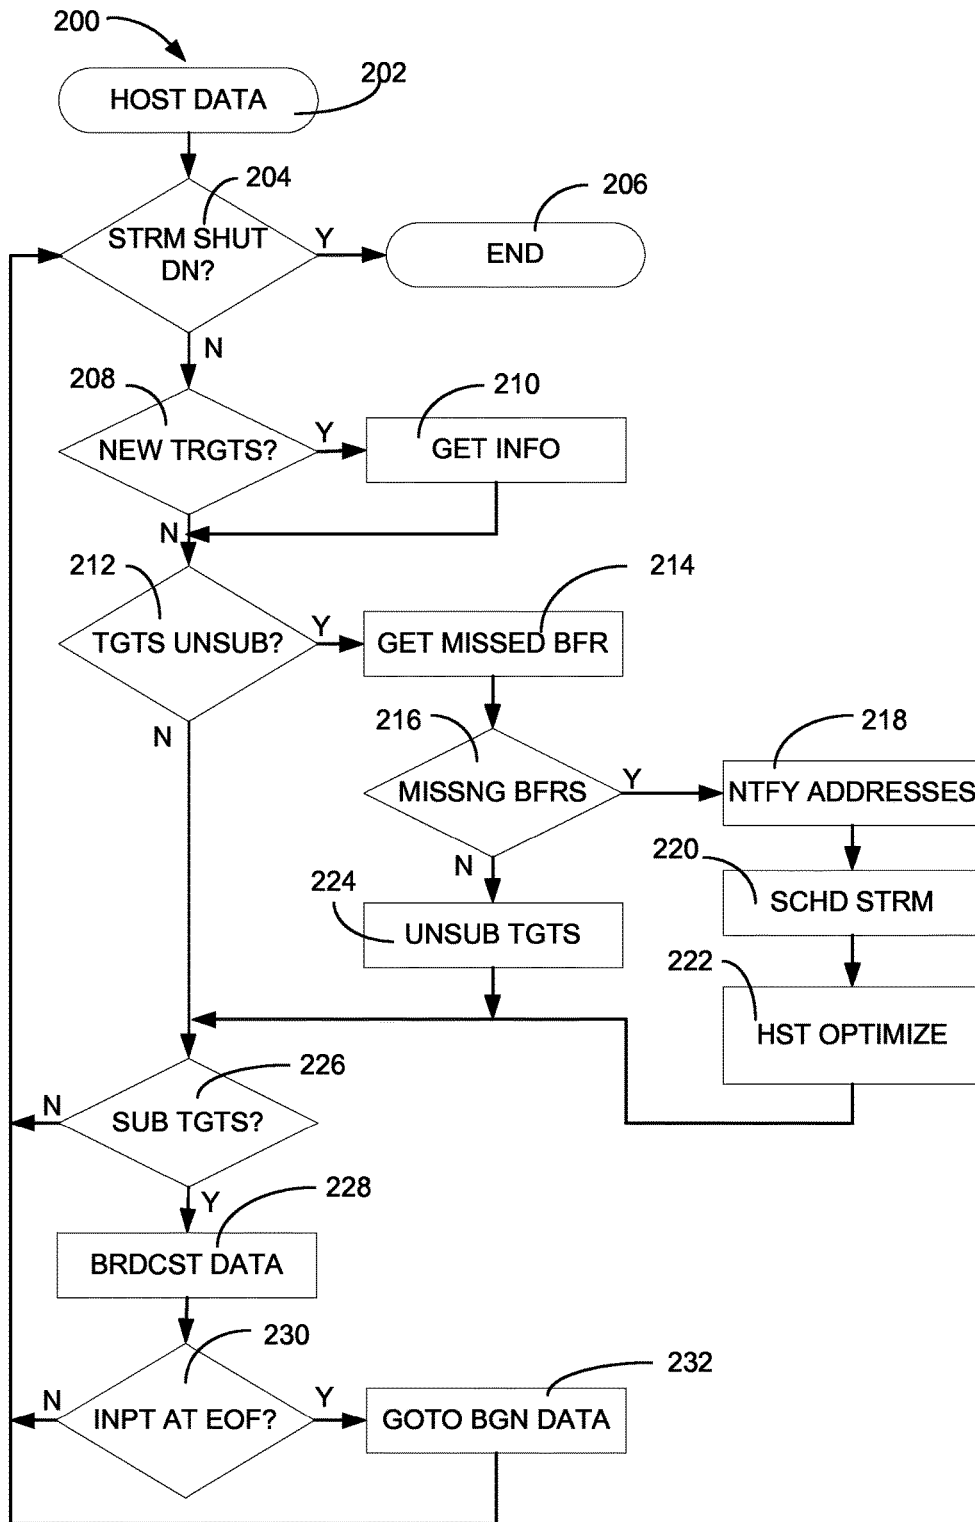 200
202
HOST DATA
204
STRM SHUT
DN?
Y
206
END
N
208
NEW TRGTS?
Y
210
GET INFO
N
212
TGTS UNSUB?
Y
214
GET MISSED BFR
N
216
MISSNG BFRS
Y
218
NTFY ADDRESSES
N
220
SCHD STRM
224
UNSUB TGTS
222
HST OPTIMIZE
226
N
SUB TGTS?
Y
228
BRDCST DATA
230
N
INPT AT EOF?
Y
232
GOTO BGN DATA